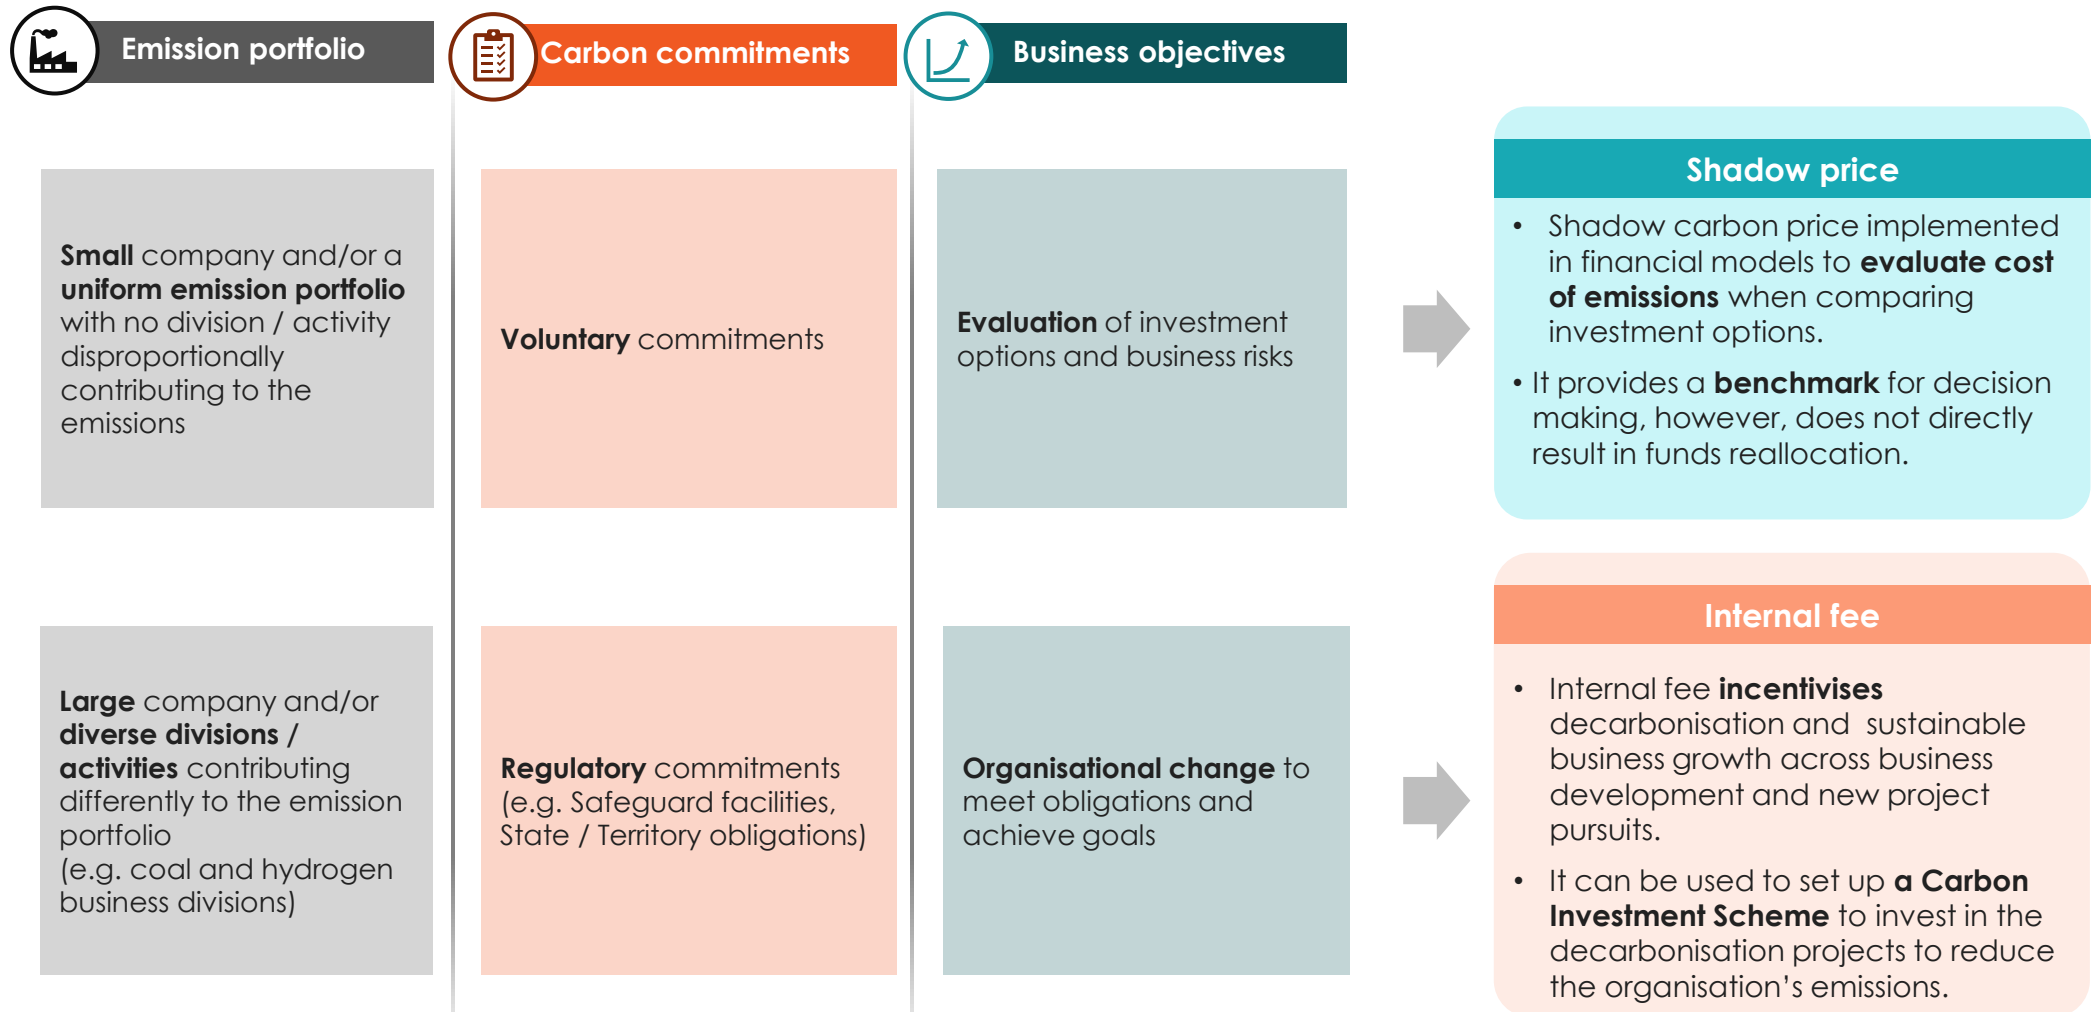 Emission portfolio
Carbon commitments
Business objectives
Small company and/or a
uniform emission portfolio
with no division / activity
disproportionally
contributing to the
emissions
Voluntary commitments
Evaluation of investment
options and business risks
Shadow price
• Shadow carbon price implemented
in financial models to evaluate cost
of emissions when comparing
investment options.
• It provides a benchmark for decision
making, however, does not directly
result in funds reallocation.
Large company and/or
diverse divisions /
activities contributing
differently to the emission
portfolio
(e.g. coal and hydrogen
business divisions)
Regulatory commitments
(e.g. Safeguard facilities,
State / Territory obligations)
Organisational change to
meet obligations and
achieve goals
Internal fee
• Internal fee incentivises
decarbonisation and  sustainable
business growth across business
development and new project
pursuits.
• It can be used to set up a Carbon
Investment Scheme to invest in the
decarbonisation projects to reduce
the organisation’s emissions.